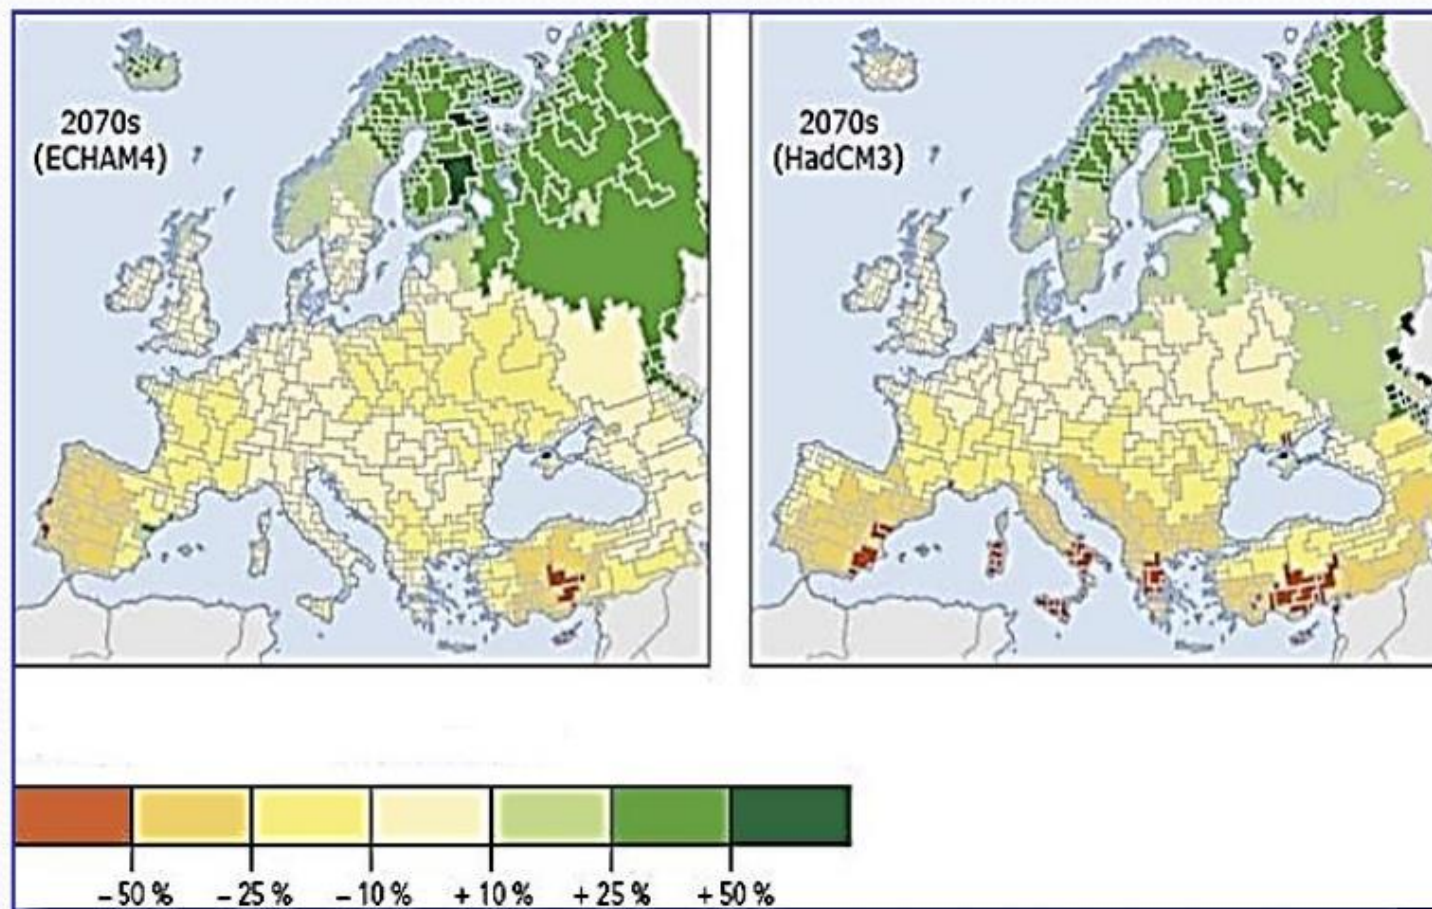 2070s
(ECHAM4)
2070s
(HadCM3)
– 50 %
– 25 %
– 10 %
+ 10 %
+ 25 %
+ 50 %